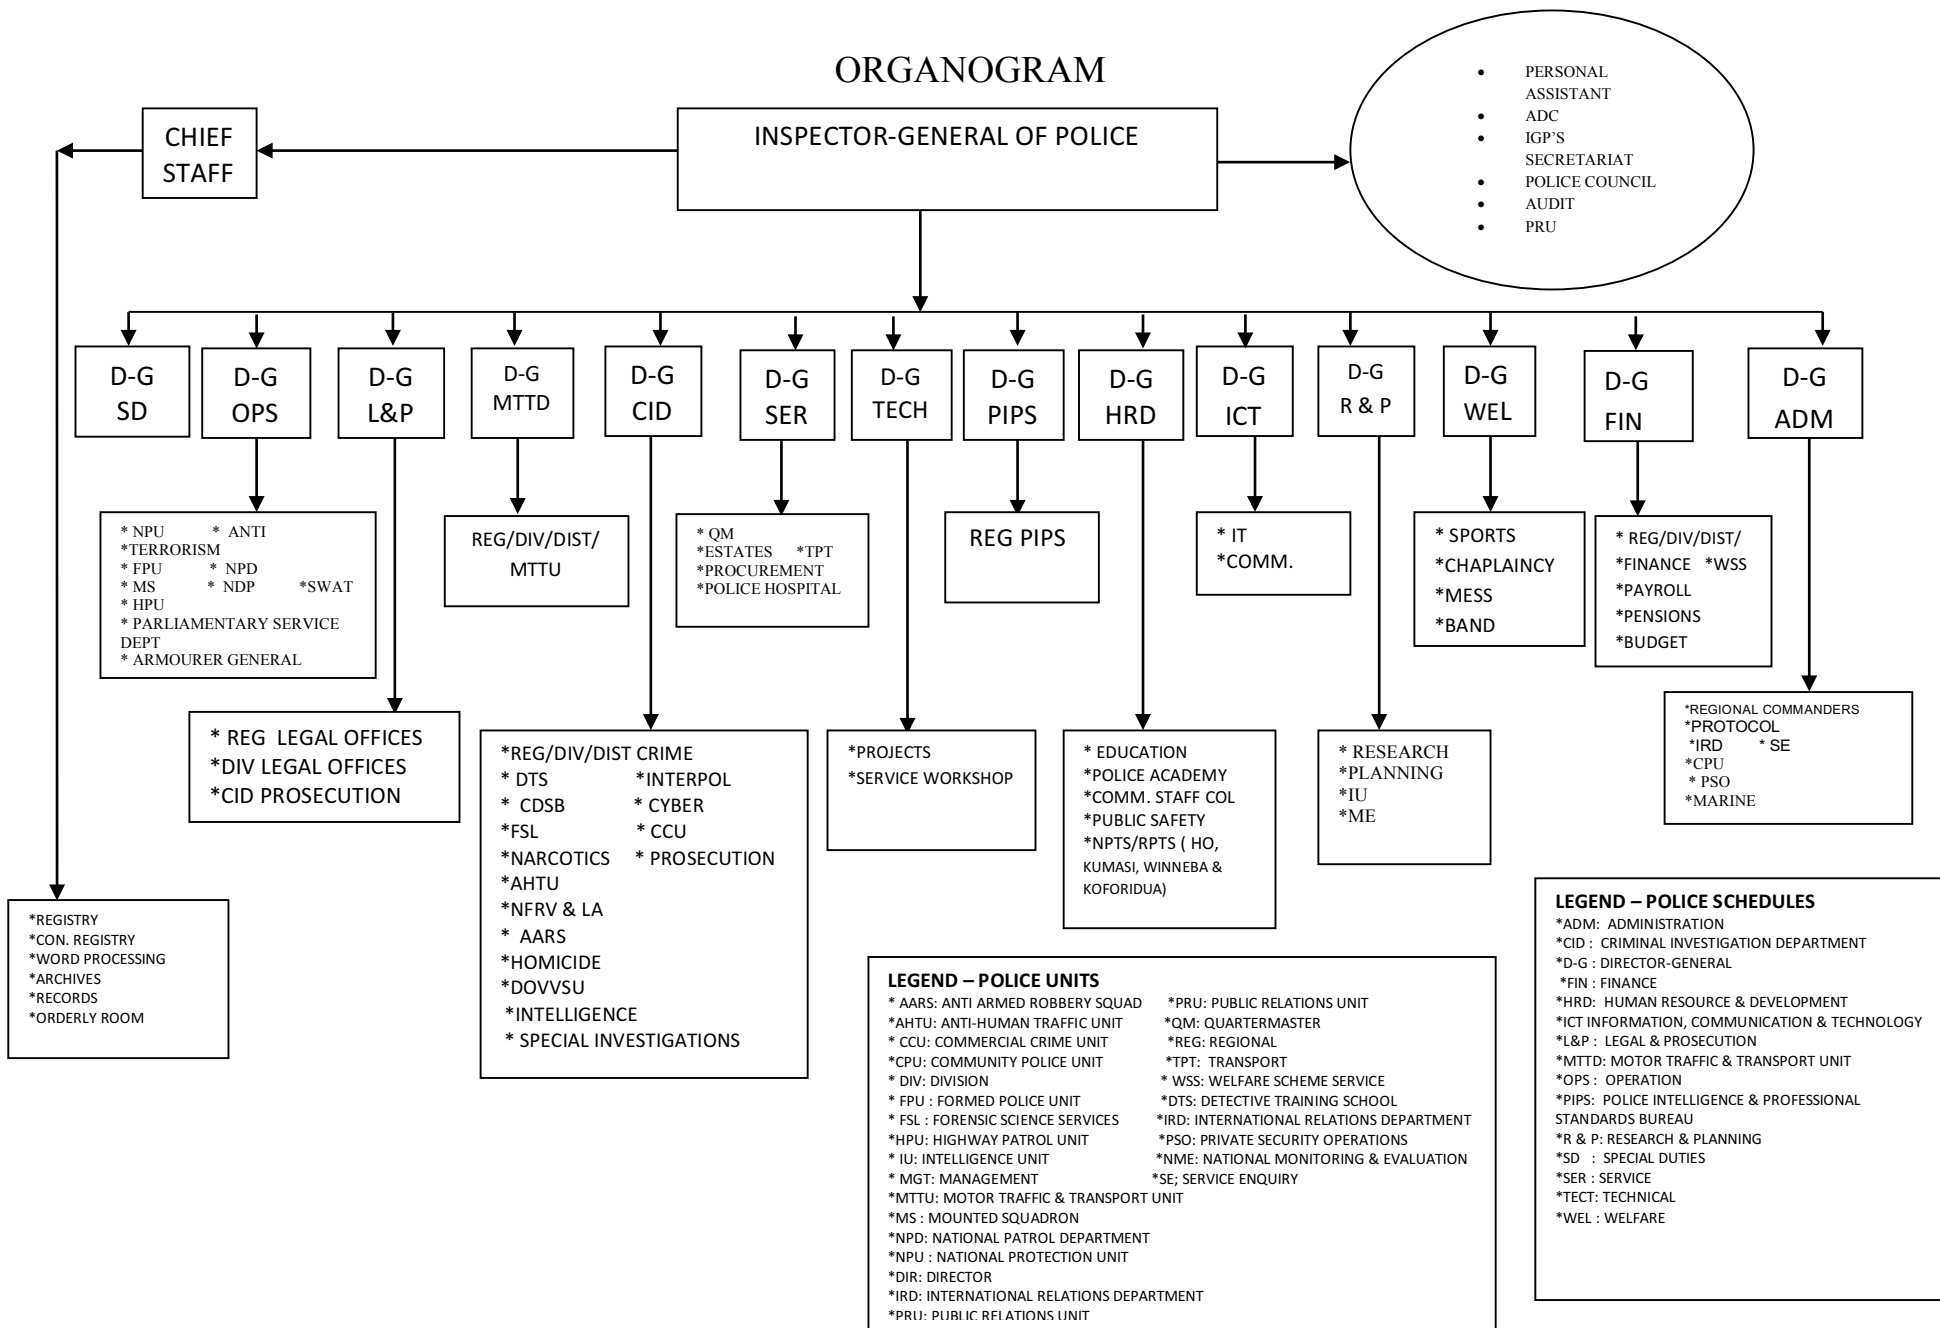 ORGANOGRAM
CHIEF
STAFF
INSPECTOR-GENERAL OF POLICE
• PERSONAL
ASSISTANT
• ADC
• IGP'S
SECRETARIAT
• POLICE COUNCIL
• AUDIT
• PRU
D-G
SD
D-G
OPS
D-G
L&P
D-G
MTTD
D-G
CID
D-G
SER
D-G
TECH
D-G
PIPS
D-G
HRD
D-G
ICT
D-G
R & P
D-G
WEL
D-G
FIN
D-G
ADM
* NPU * ANTI
*TERRORISM
* FPU * NPD
* MS * NDP *SWAT
* HPU
* PARLIAMENTARY SERVICE
DEPT
* ARMOURER GENERAL
REG/DIV/DIST/
MTTU
* QM
*ESTATES *TPT
*PROCUREMENT
*POLICE HOSPITAL
REG PIPS
* IT
*COMM.
* SPORTS
*CHAPLAINCY
*MESS
*BAND
* REG/DIV/DIST/
*FINANCE *WSS
*PAYROLL
*PENSIONS
*BUDGET
* REG LEGAL OFFICES
*DIV LEGAL OFFICES
*CID PROSECUTION
*REG/DIV/DIST CRIME
* DTS *INTERPOL
* CDSB * CYBER
*FSL * CCU
*NARCOTICS * PROSECUTION
*AHTU
*NFRV & LA
* AARS
*HOMICIDE
*DOVVSU
*INTELLIGENCE
* SPECIAL INVESTIGATIONS
*PROJECTS
*SERVICE WORKSHOP
* EDUCATION
*POLICE ACADEMY
*COMM. STAFF COL
*PUBLIC SAFETY
*NPTS/RPTS ( HO,
KUMASI, WINNEBA &
KOFORIDUA)
* RESEARCH
*PLANNING
*IU
*ME
*REGIONAL COMMANDERS
*PROTOCOL
*IRD * SE
*CPU
* PSO
*MARINE
*REGISTRY
*CON. REGISTRY
*WORD PROCESSING
*ARCHIVES
*RECORDS
*ORDERLY ROOM
LEGEND – POLICE UNITS
* AARS: ANTI ARMED ROBBERY SQUAD *PRU: PUBLIC RELATIONS UNIT
*AHTU: ANTI-HUMAN TRAFFIC UNIT *QM: QUARTERMASTER
* CCU: COMMERCIAL CRIME UNIT *REG: REGIONAL
*CPU: COMMUNITY POLICE UNIT *TPT: TRANSPORT
* DIV: DIVISION * WSS: WELFARE SCHEME SERVICE
* FPU : FORMED POLICE UNIT *DTS: DETECTIVE TRAINING SCHOOL
* FSL : FORENSIC SCIENCE SERVICES *IRD: INTERNATIONAL RELATIONS DEPARTMENT
*HPU: HIGHWAY PATROL UNIT *PSO: PRIVATE SECURITY OPERATIONS
* IU: INTELLIGENCE UNIT *NME: NATIONAL MONITORING & EVALUATION
* MGT: MANAGEMENT *SE; SERVICE ENQUIRY
*MTTU: MOTOR TRAFFIC & TRANSPORT UNIT
*MS : MOUNTED SQUADRON
*NPD: NATIONAL PATROL DEPARTMENT
*NPU : NATIONAL PROTECTION UNIT
*DIR: DIRECTOR
*IRD: INTERNATIONAL RELATIONS DEPARTMENT
*PRU: PUBLIC RELATIONS UNIT
LEGEND – POLICE SCHEDULES
*ADM: ADMINISTRATION
*CID : CRIMINAL INVESTIGATION DEPARTMENT
*D-G : DIRECTOR-GENERAL
*FIN : FINANCE
*HRD: HUMAN RESOURCE & DEVELOPMENT
*ICT INFORMATION, COMMUNICATION & TECHNOLOGY
*L&P : LEGAL & PROSECUTION
*MTTD: MOTOR TRAFFIC & TRANSPORT UNIT
*OPS : OPERATION
*PIPS: POLICE INTELLIGENCE & PROFESSIONAL
STANDARDS BUREAU
*R & P: RESEARCH & PLANNING
*SD : SPECIAL DUTIES
*SER : SERVICE
*TECT: TECHNICAL
*WEL : WELFARE